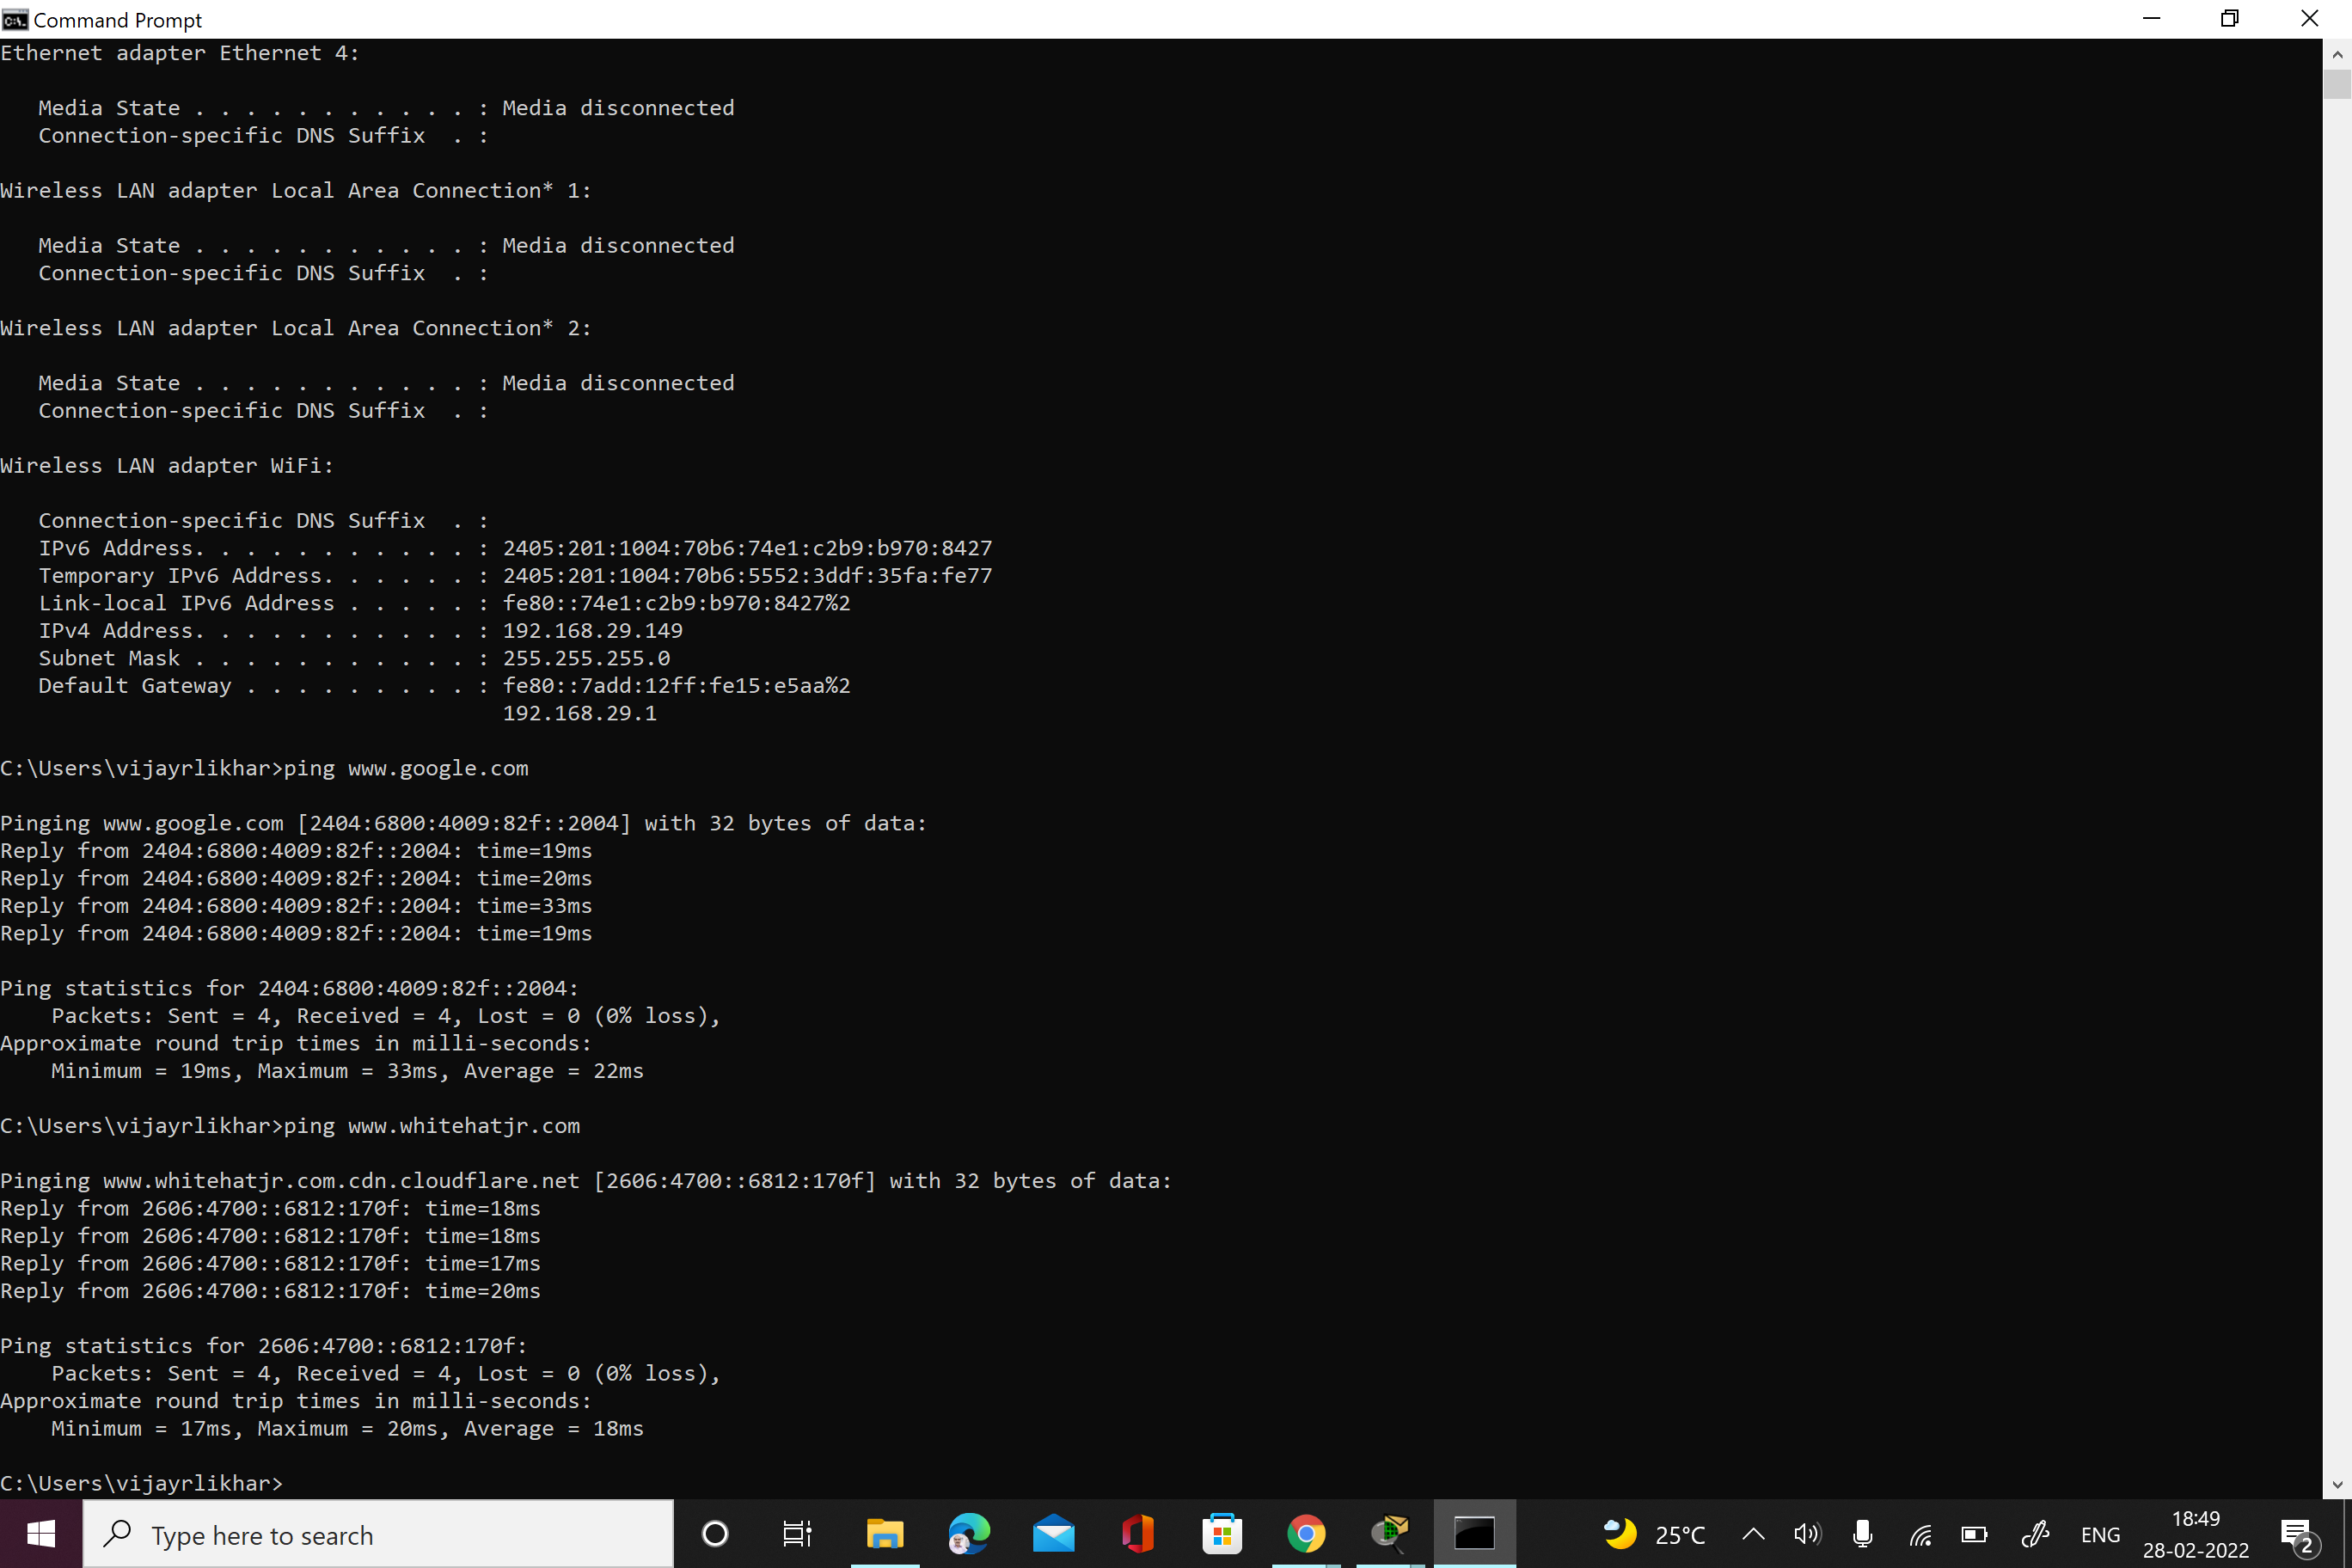 Command Prompt
Ethernet adapter Ethernet 4:
   Media State . . . . . . . . . . . : Media disconnected
   Connection-specific DNS Suffix  . :
Wireless LAN adapter Local Area Connection* 1:
   Media State . . . . . . . . . . . : Media disconnected
   Connection-specific DNS Suffix  . :
Wireless LAN adapter Local Area Connection* 2:
   Media State . . . . . . . . . . . : Media disconnected
   Connection-specific DNS Suffix  . :
Wireless LAN adapter WiFi:
   Connection-specific DNS Suffix  . :
   IPv6 Address. . . . . . . . . . . : 2405:201:1004:70b6:74e1:c2b9:b970:8427
   Temporary IPv6 Address. . . . . . : 2405:201:1004:70b6:5552:3ddf:35fa:fe77
   Link-local IPv6 Address . . . . . : fe80::74e1:c2b9:b970:8427%2
   IPv4 Address. . . . . . . . . . . : 192.168.29.149
   Subnet Mask . . . . . . . . . . . : 255.255.255.0
   Default Gateway . . . . . . . . . : fe80::7add:12ff:fe15:e5aa%2
                                       192.168.29.1
C:\Users\vijayrlikhar>ping www.google.com
Pinging www.google.com [2404:6800:4009:82f::2004] with 32 bytes of data:
Reply from 2404:6800:4009:82f::2004: time=19ms
Reply from 2404:6800:4009:82f::2004: time=20ms
Reply from 2404:6800:4009:82f::2004: time=33ms
Reply from 2404:6800:4009:82f::2004: time=19ms
Ping statistics for 2404:6800:4009:82f::2004:
    Packets: Sent = 4, Received = 4, Lost = 0 (0% loss),
Approximate round trip times in milli-seconds:
    Minimum = 19ms, Maximum = 33ms, Average = 22ms
C:\Users\vijayrlikhar>ping www.whitehatjr.com
Pinging www.whitehatjr.com.cdn.cloudflare.net [2606:4700::6812:170f] with 32 bytes of data:
Reply from 2606:4700::6812:170f: time=18ms
Reply from 2606:4700::6812:170f: time=18ms
Reply from 2606:4700::6812:170f: time=17ms
Reply from 2606:4700::6812:170f: time=20ms
Ping statistics for 2606:4700::6812:170f:
    Packets: Sent = 4, Received = 4, Lost = 0 (0% loss),
Approximate round trip times in milli-seconds:
    Minimum = 17ms, Maximum = 20ms, Average = 18ms
C:\Users\vijayrlikhar>
Type here to search
25°C
ENG
18:49
28-02-2022
2